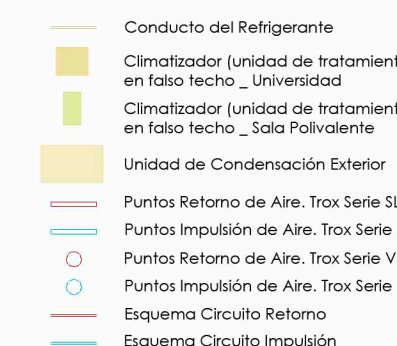 Conducto del Refrigerante
Climatizador (unidad de tratamient
en falso techo _ Universidad
Climatizador (unidad de tratamient
en falso techo _ Sala Polivalente
Unidad de Condensación Exterior
Puntos Retorno de Aire. Trox Serie SL
Puntos Impulsión de Aire. Trox Serie
Puntos Retorno de Aire. Trox Serie V
Puntos Impulsión de Aire. Trox Serie
Esquema Circuito Retorno
Esquema Circuito Impulsión